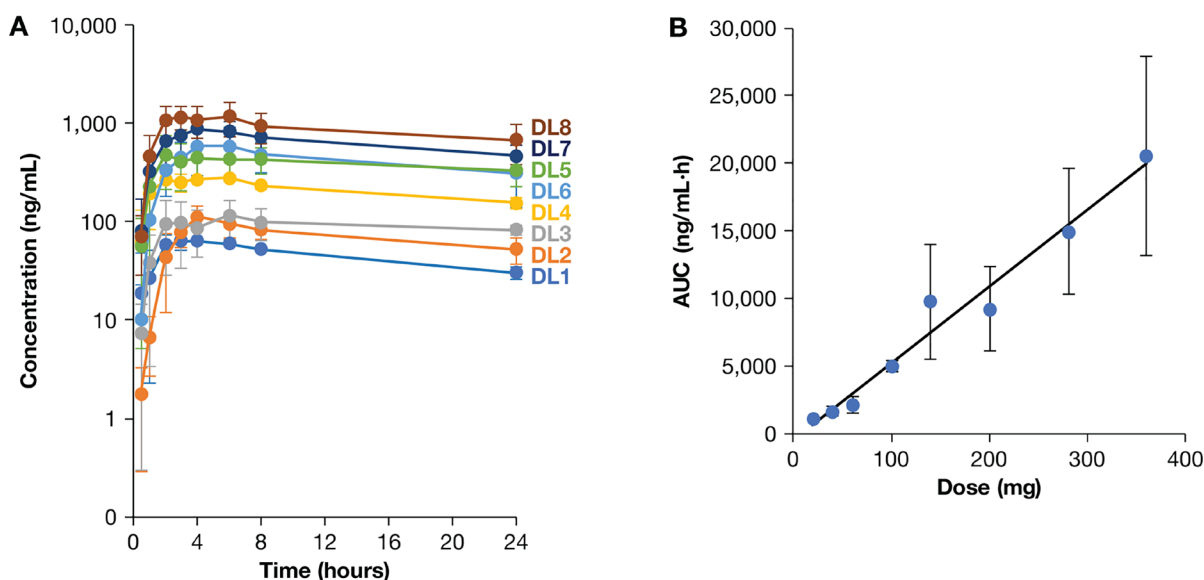 A
10,000
1,000
100
10
1
0
Concentration (ng/mL)
0
4
8
12
16
20
24
Time (hours)
DL8
DL7
DL5
DL6
DL4
DL3
DL2
DL1
B
30,000
25,000
20,000
15,000
10,000
5,000
0
AUC (ng/mL·h)
0
100
200
300
400
Dose (mg)